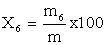 X₆ = m₆/m x100